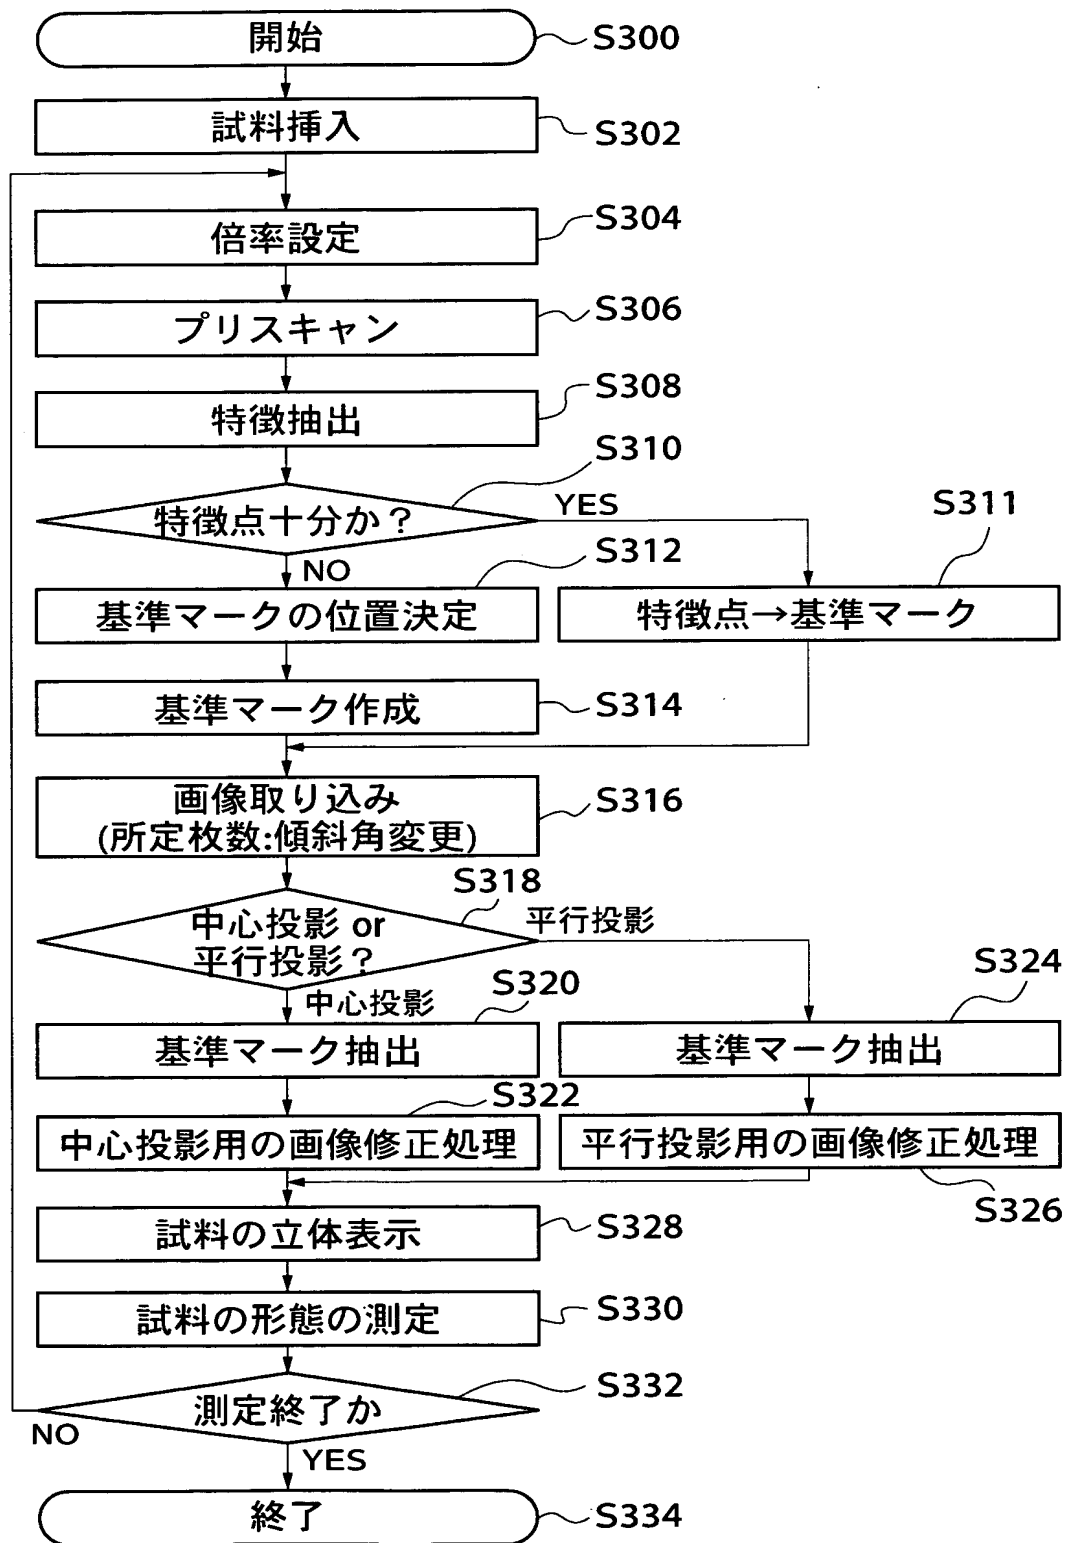 開始
S300
試料挿入
S302
倍率設定
S304
プリスキャン
S306
特徴抽出
S308
特徴点十分か？
S310
YES
NO
S311
特徴点→基準マーク
S312
基準マークの位置決定
基準マーク作成
S314
画像取り込み
(所定枚数:傾斜角変更)
S316
S318
中心投影 or
平行投影？
平行投影
中心投影
S320
基準マーク抽出
S324
基準マーク抽出
S322
中心投影用の画像修正処理
平行投影用の画像修正処理
S326
試料の立体表示
S328
試料の形態の測定
S330
測定終了か
S332
NO
YES
終了
S334